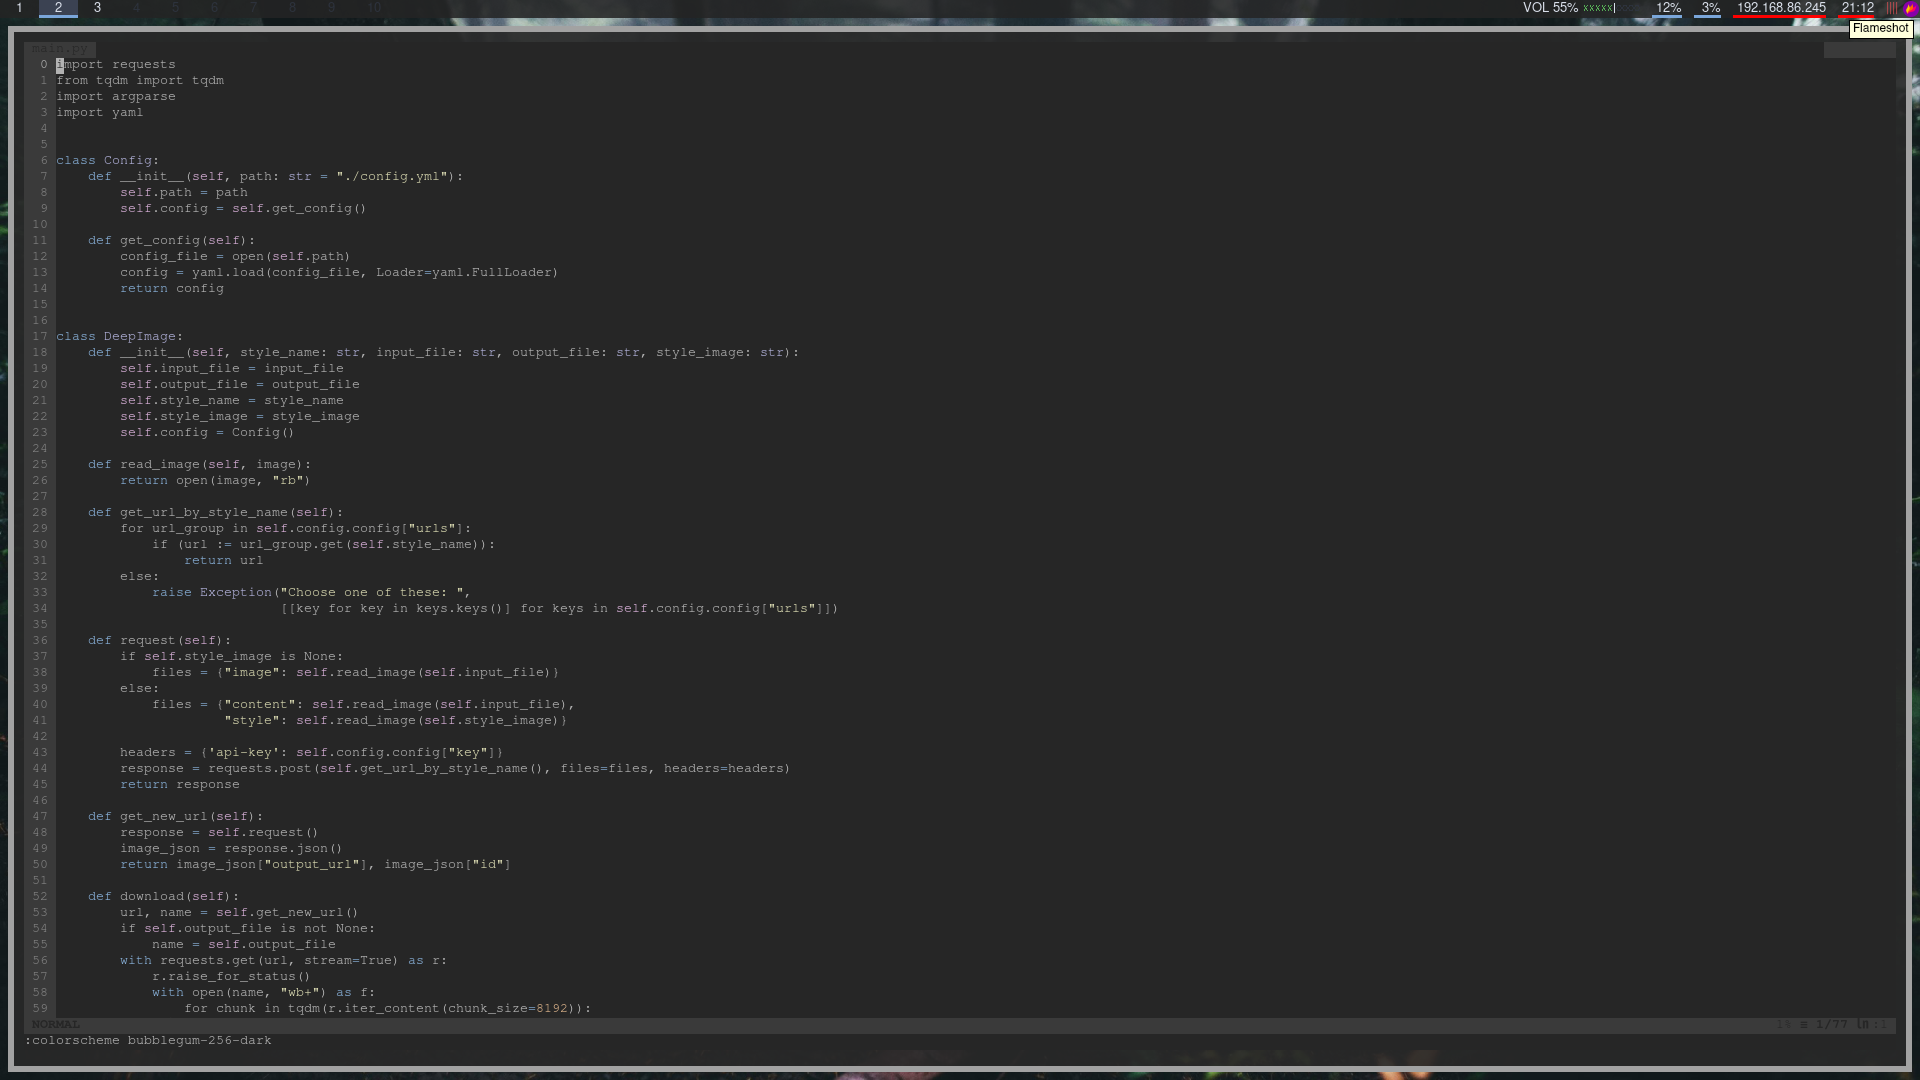 1 2 3 4 5 6 7 8 9 10 VOL 55% xxxxx| 12% 3% 192.168.86.245 21:12
Flameshot
main.py
0 import requests
1 from tqdm import tqdm
2 import argparse
3 import yaml
4
5
6 class Config:
7     def __init__(self, path: str = "./config.yml"):
8         self.path = path
9         self.config = self.get_config()
10
11     def get_config(self):
12         config_file = open(self.path)
13         config = yaml.load(config_file, Loader=yaml.FullLoader)
14         return config
15
16
17 class DeepImage:
18     def __init__(self, style_name: str, input_file: str, output_file: str, style_image: str):
19         self.input_file = input_file
20         self.output_file = output_file
21         self.style_name = style_name
22         self.style_image = style_image
23         self.config = Config()
24
25     def read_image(self, image):
26         return open(image, "rb")
27
28     def get_url_by_style_name(self):
29         for url_group in self.config.config["urls"]:
30             if (url := url_group.get(self.style_name)):
31                 return url
32         else:
33             raise Exception("Choose one of these: ",
34                             [[key for key in keys.keys()] for keys in self.config.config["urls"]])
35
36     def request(self):
37         if self.style_image is None:
38             files = {"image": self.read_image(self.input_file)}
39         else:
40             files = {"content": self.read_image(self.input_file),
41                      "style": self.read_image(self.style_image)}
42
43         headers = {'api-key': self.config.config["key"]}
44         response = requests.post(self.get_url_by_style_name(), files=files, headers=headers)
45         return response
46
47     def get_new_url(self):
48         response = self.request()
49         image_json = response.json()
50         return image_json["output_url"], image_json["id"]
51
52     def download(self):
53         url, name = self.get_new_url()
54         if self.output_file is not None:
55             name = self.output_file
56         with requests.get(url, stream=True) as r:
57             r.raise_for_status()
58             with open(name, "wb+") as f:
59                 for chunk in tqdm(r.iter_content(chunk_size=8192)):
NORMAL 1% ≡ 1/77
:colorscheme bubblegum-256-dark